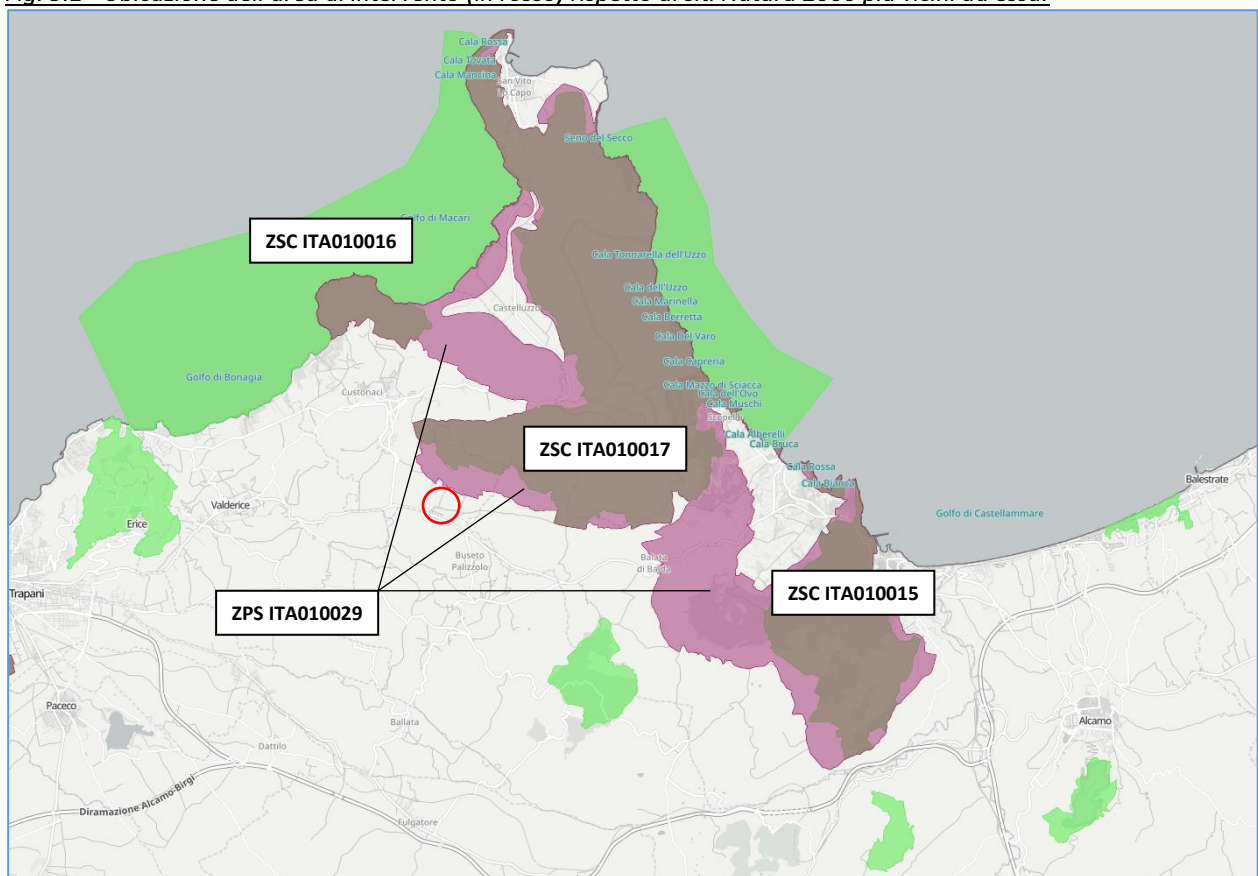 Cala Rossa
Cala Tovata
Cala Mancina
San Vito
Lo Capo
Seno del Secco
Golfo di Macari
ZSC ITA010016
Cala Tonnarella dell'Uzzo
Cala dell'Uzzo
Cala Marinella
Castelluzzo
Cala Berretta
Cala Del Varo
Cala Capreria
Golfo di Bonagia
Cala Mazzo di Sciacca
Custonaci
Cala dell'Ovo
Cala Muschi
Scopello
Cala Alberelli
Cala Bruca
ZSC ITA010017
Cala Rossa
Cala Bianca
Balestrate
Valderice
Golfo di Castellammare
Erice
Buseto
Palizzolo
Balata
di Baida
Trapani
ZPS ITA010029
ZSC ITA010015
Paceco
Ballata
Alcamo
Dattilo
Diramazione Alcamo-Birgi
Fulgatore